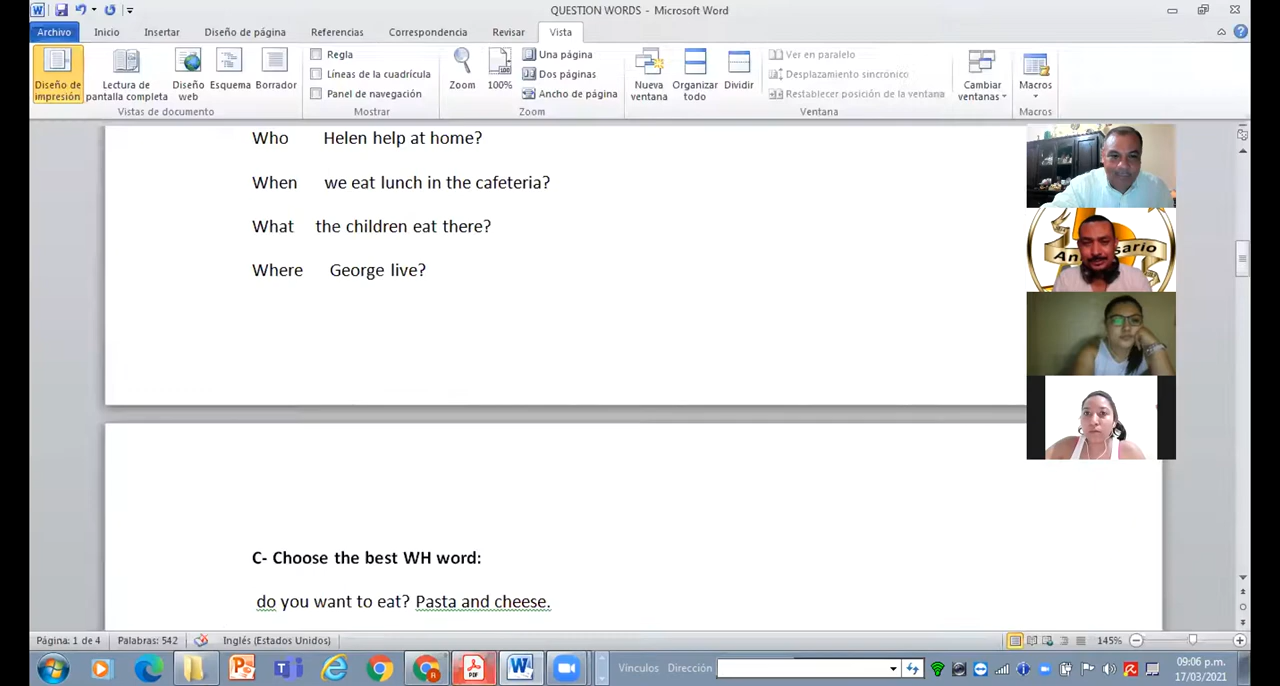 QUESTION WORDS - Microsoft Word
Archivo Inicio Insertar Diseño de página Referencias Correspondencia Revisar Vista
Diseño de impresión
Lectura de pantalla completa
Diseño web
Esquema
Borrador
Vistas de documento
Regla
Líneas de la cuadrícula
Panel de navegación
Mostrar
Zoom
100%
Una página
Dos páginas
Ancho de página
Zoom
Nueva ventana
Organizar todo
Dividir
Ver en paralelo
Desplazamiento sincrónico
Restablecer posición de la ventana
Ventana
Cambiar ventanas
Macros
Macros
Who Helen help at home?
When we eat lunch in the cafeteria?
What the children eat there?
Where George live?
C- Choose the best WH word:
do you want to eat? Pasta and cheese.
Página: 1 de 4 Palabras: 542 Inglés (Estados Unidos) 145%
Vínculos Dirección
09:06 p.m.
17/03/2021